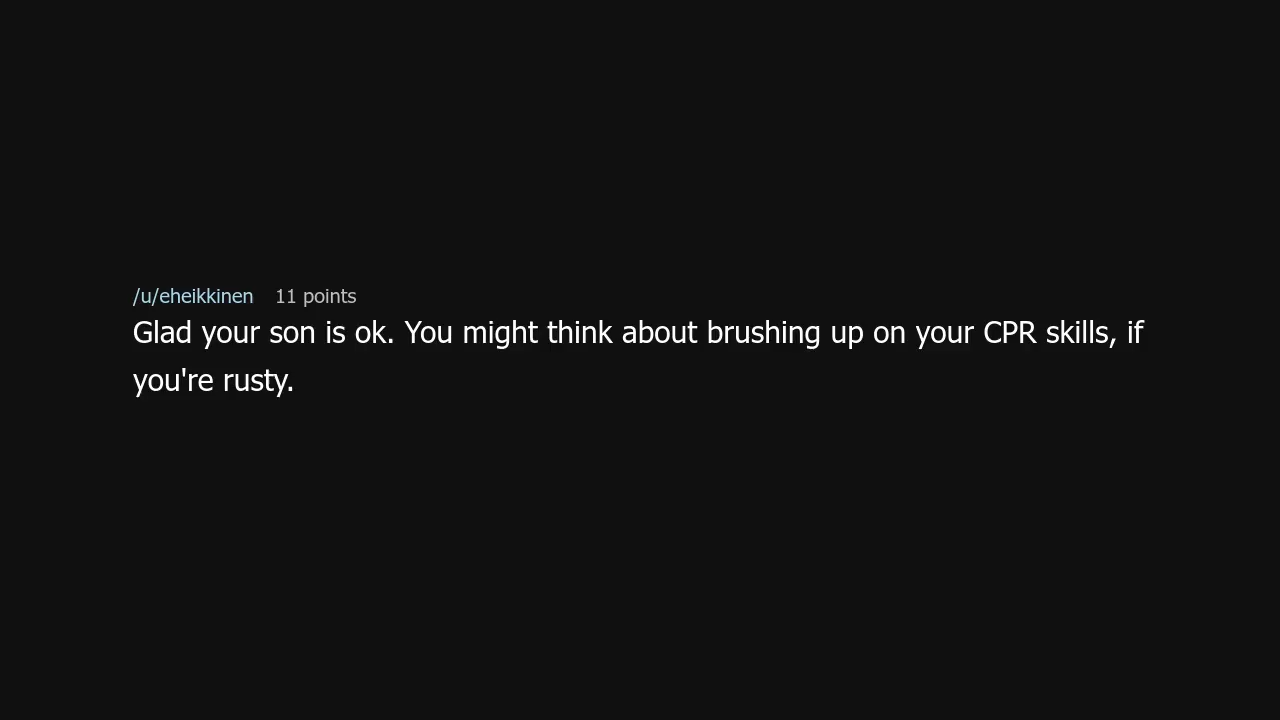 /u/eheikkinen 11 points
Glad your son is ok. You might think about brushing up on your CPR skills, if
you're rusty.